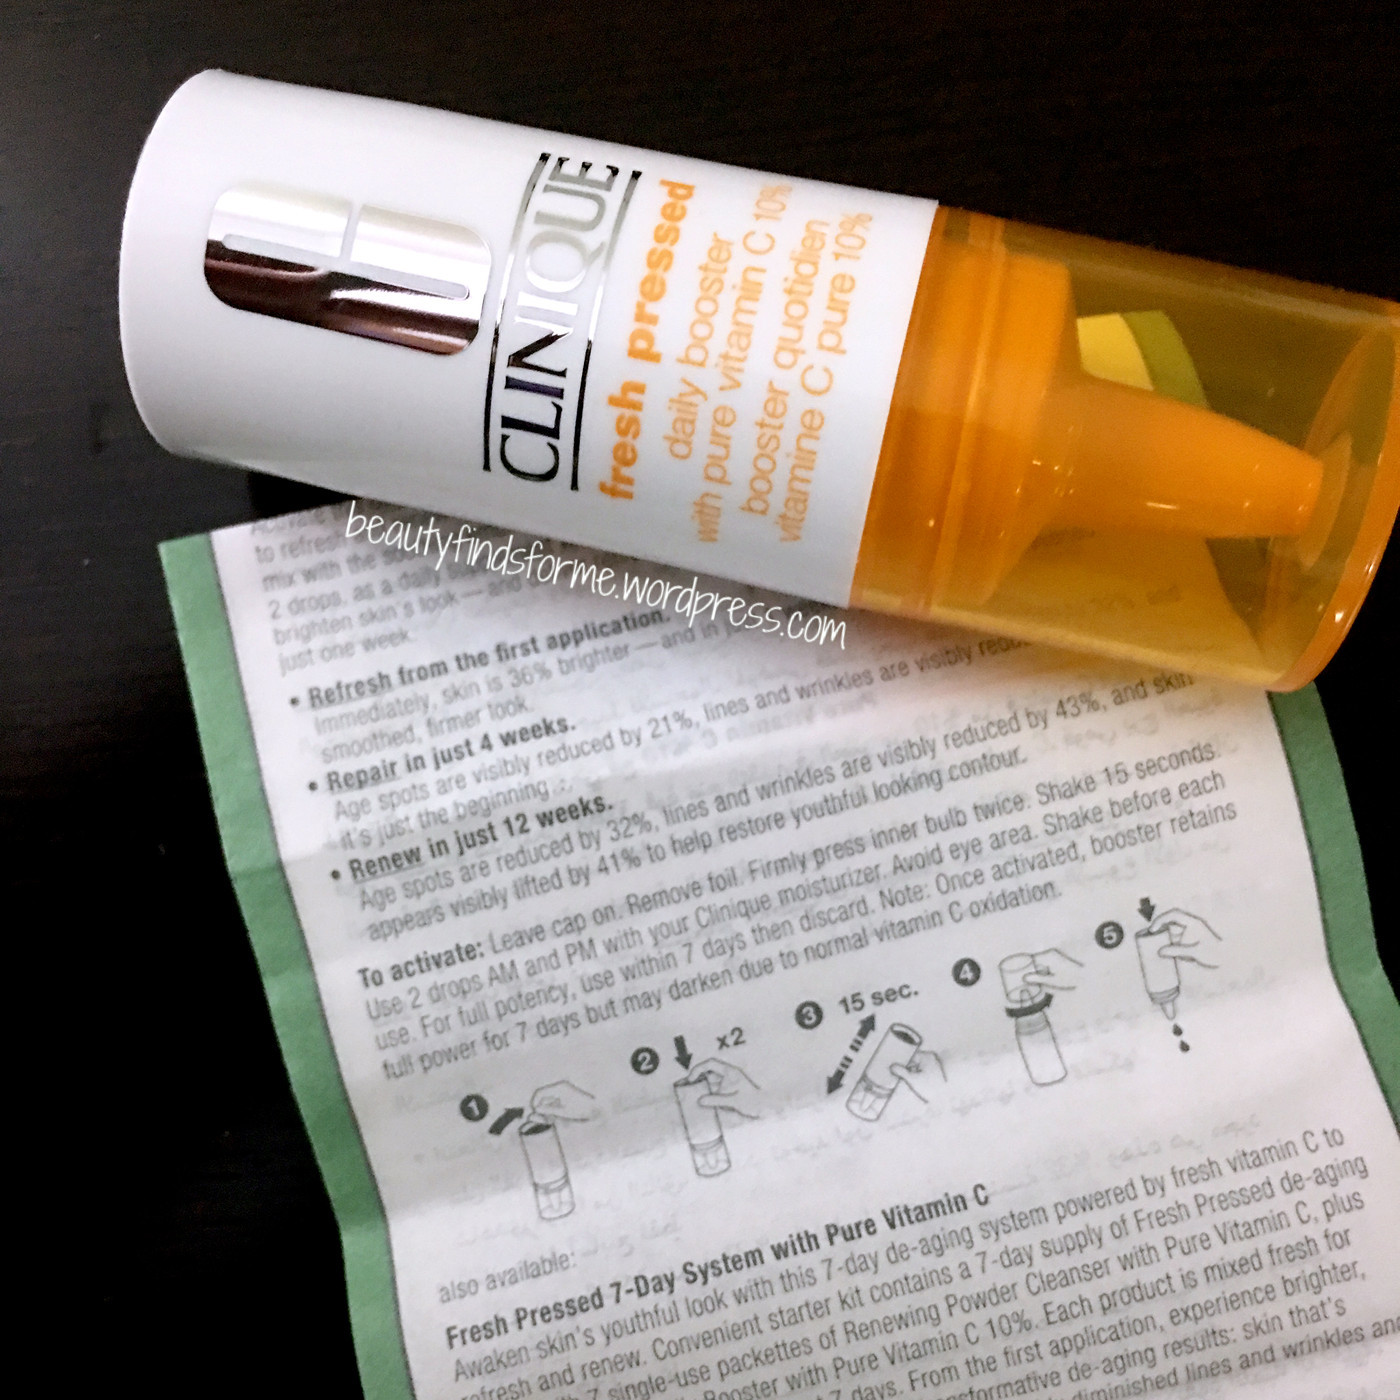 CLINIQUE
fresh pressed
daily booster
with pure vitamin C 10%
booster quotidien
vitamine C pure 10%
beautyfindsforme.wordpress.com
to refresh
mix with the
2 drops, as a daily
brighten skin's look — and
just one week.
• Refresh from the first application.
Immediately, skin is 36% brighter — and in
smoothed, firmer look.
• Repair in just 4 weeks.
Age spots are visibly reduced by 21%, lines and wrinkles are visibly
it's just the beginning...
• Renew in just 12 weeks.
Age spots are reduced by 32%, lines and wrinkles are visibly reduced by 43%, and skin
appears visibly lifted by 41% to help restore youthful looking contour.
To activate: Leave cap on. Remove foil. Firmly press inner bulb twice. Shake 15 seconds.
Use 2 drops AM and PM with your Clinique moisturizer. Avoid eye area. Shake before each
use. For full potency, use within 7 days then discard. Note: Once activated, booster retains
full power for 7 days but may darken due to normal vitamin C oxidation.
1
2 x2
3 15 sec.
4
5
also available:
Fresh Pressed 7-Day System with Pure Vitamin C
Awaken skin's youthful look with this 7-day de-aging system powered by fresh vitamin C to
refresh and renew. Convenient starter kit contains a 7-day supply of Fresh Pressed de-aging
7 single-use packettes of Renewing Powder Cleanser with Pure Vitamin C, plus
Booster with Pure Vitamin C 10%. Each product is mixed fresh for
7 days. From the first application, experience brighter,
de-aging results: skin that's
diminished lines and wrinkles and